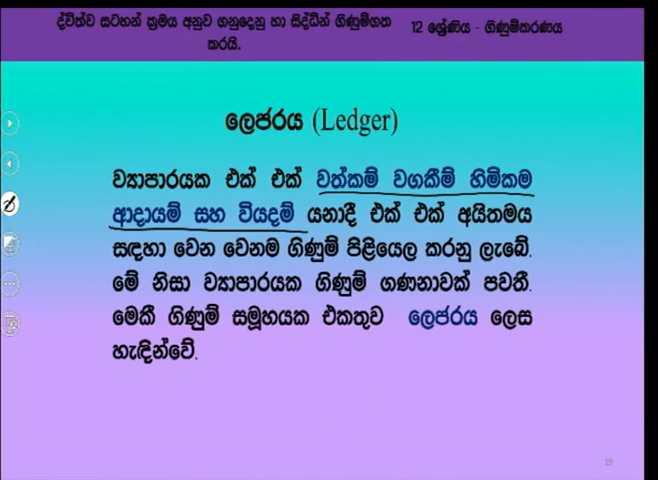 ද්විත්ව සටහන් ක්‍රමය අනුව ගනුදෙනු හා සිද්ධීන් ගිණුම්ගත
කරයි.
12 ශ්‍රේණිය - ගිණුම්කරණය
ලෙජරය (Ledger)
ව්‍යාපාරයක එක් එක් වත්කම් වගකීම් හිමිකම
ආදායම් සහ වියදම් යනාදී එක් එක් අයිතමය
සඳහා වෙන වෙනම ගිණුම් පිළියෙල කරනු ලැබේ.
මේ නිසා ව්‍යාපාරයක ගිණුම් ගණනාවක් පවතී.
මෙකී ගිණුම් සමූහයක එකතුව ලෙජරය ලෙස
හැඳින්වේ.